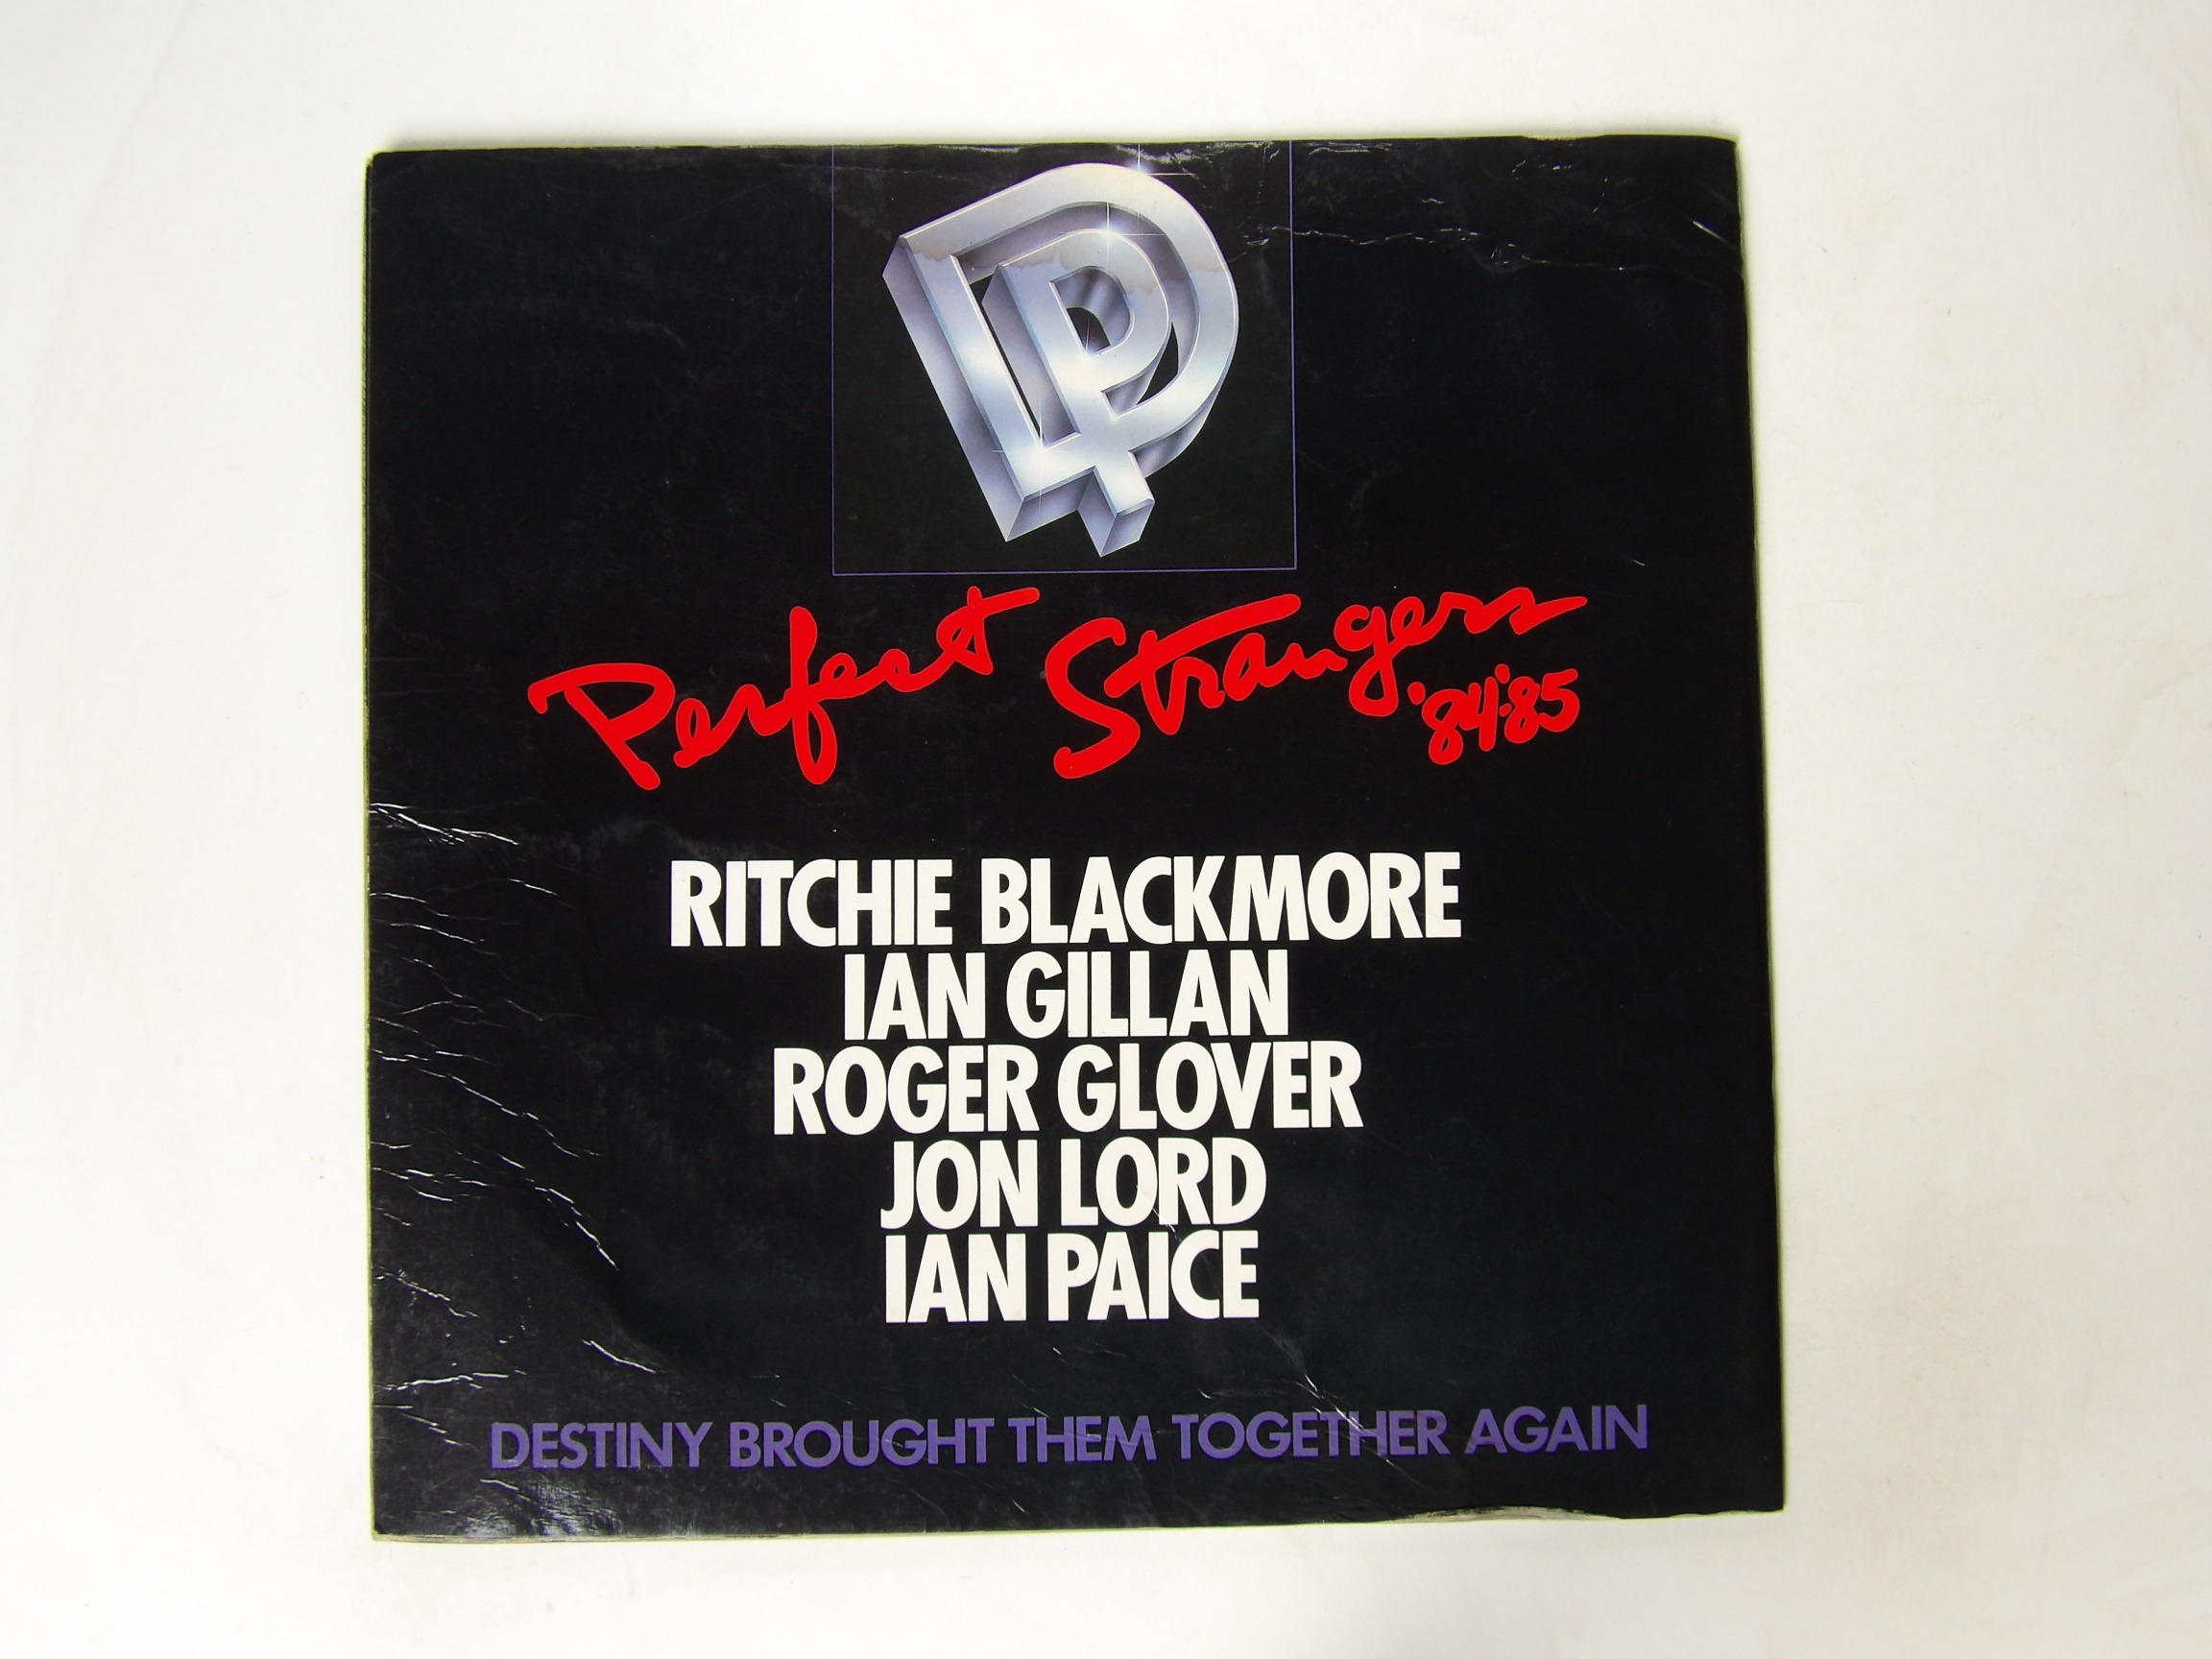 DP
Perfect Strangers
'84-'85
RITCHIE BLACKMORE
IAN GILLAN
ROGER GLOVER
JON LORD
IAN PAICE
DESTINY BROUGHT THEM TOGETHER AGAIN